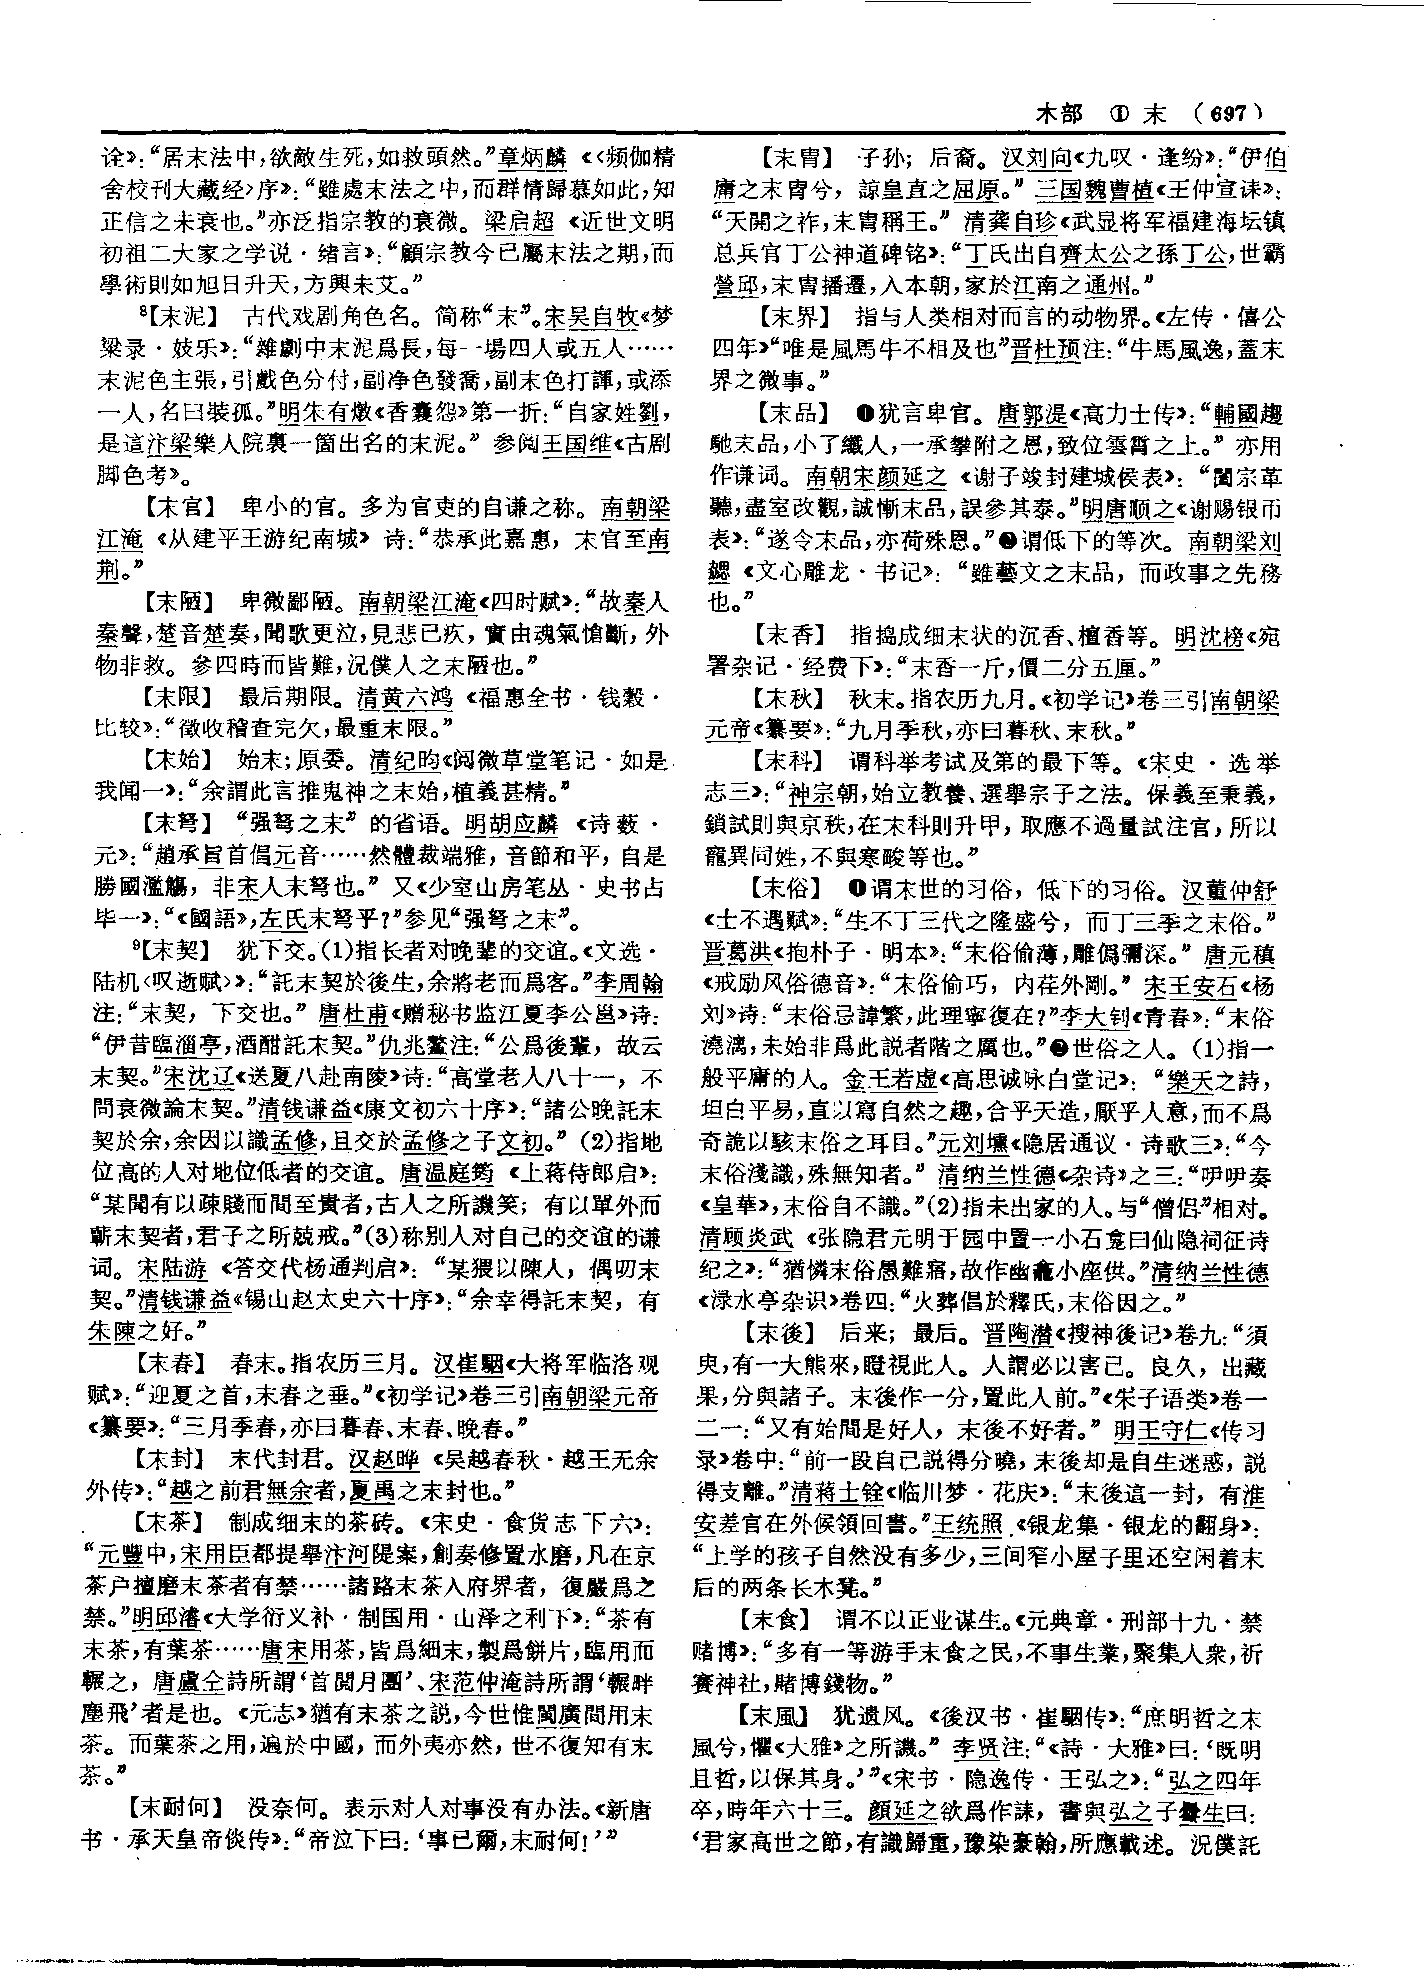 木部 ① 末 (697)
诠》：“居末法中，欲敵生死，如救頭然。”章炳麟《〈频伽精
舍校刊大藏经〉序》：“雖處末法之中，而群情歸慕如此，知
正信之未衰也。”亦泛指宗教的衰微。梁启超《近世文明
初祖二大家之学说·绪言》：“顧宗教今已屬末法之期，而
學術則如旭日升天，方興未艾。”
8【末泥】 古代戏剧角色名。简称“末”。宋吴自牧《梦
粱录·妓乐》：“雜劇中末泥爲長，每一場四人或五人……
末泥色主張，引戲色分付，副净色發喬，副末色打諢，或添
一人，名曰裝孤。”明朱有燉《香囊怨》第一折：“自家姓劉，
是這汴梁樂人院裏一箇出名的末泥。”参阅王国维《古剧
脚色考》。
【末官】 卑小的官。多为官吏的自谦之称。南朝梁
江淹《从建平王游纪南城》诗：“恭承此嘉惠，末官至南
荆。”
【末陋】 卑微鄙陋。南朝梁江淹《四时赋》：“故秦人
秦聲，楚音楚奏，聞歌更泣，見悲已疚，實由魂氣愴斷，外
物非救。參四時而皆難，況僕人之末陋也。”
【末限】 最后期限。清黄六鸿《福惠全书·钱穀·
比较》：“徵收稽查完欠，最重末限。”
【末始】 始末；原委。清纪昀《阅微草堂笔记·如是
我闻一》：“余謂此言推鬼神之末始，植義甚精。”
【末弩】 “强弩之末”的省语。明胡应麟《诗薮·
元》：“趙承旨首倡元音……然體裁端雅，音節和平，自是
勝國濫觴，非宋人末弩也。”又《少室山房笔丛·史书占
毕一》：“《國語》，左氏末弩乎？”参见“强弩之末”。
9【末契】 犹下交。(1)指长者对晚辈的交谊。《文选·
陆机〈叹逝赋〉》：“託末契於後生，余將老而爲客。”李周翰
注：“末契，下交也。”唐杜甫《赠秘书监江夏李公邕》诗：
“伊昔臨淄亭，酒酣託末契。”仇兆鳌注：“公爲後輩，故云
末契。”宋沈辽《送夏八赴南陵》诗：“高堂老人八十一，不
問衰微論末契。”清钱谦益《康文初六十序》：“諸公晚託末
契於余，余因以識孟修，且交於孟修之子文初。”(2)指地
位高的人对地位低者的交谊。唐温庭筠《上蒋侍郎启》：
“某聞有以疎賤而間至貴者，古人之所譏笑；有以單外而
蘄末契者，君子之所兢戒。”(3)称别人对自己的交谊的谦
词。宋陆游《答交代杨通判启》：“某猥以陳人，偶叨末
契。”清钱谦益《锡山赵太史六十序》：“余幸得託末契，有
朱陳之好。”
【末春】 春末。指农历三月。汉崔駰《大将军临洛观
赋》：“迎夏之首，末春之垂。”《初学记》卷三引南朝梁元帝
《纂要》：“三月季春，亦曰暮春、末春、晚春。”
【末封】 末代封君。汉赵晔《吴越春秋·越王无余
外传》：“越之前君無余者，夏禹之末封也。”
【末茶】 制成细末的茶砖。《宋史·食货志下六》：
“元豐中，宋用臣都提舉汴河隄案，創奏修置水磨，凡在京
茶户擅磨末茶者有禁……諸路末茶入府界者，復嚴爲之
禁。”明邱濬《大学衍义补·制国用·山泽之利下》：“茶有
末茶，有葉茶……唐宋用茶，皆爲細末，製爲餅片，臨用而
輾之，唐盧仝詩所謂‘首閲月團’、宋范仲淹詩所謂‘輾畔
塵飛’者是也。《元志》猶有末茶之説，今世惟閩廣間用末
茶。而葉茶之用，遍於中國，而外夷亦然，世不復知有末
茶。”
【末耐何】 没奈何。表示对人对事没有办法。《新唐
书·承天皇帝倓传》：“帝泣下曰：‘事已爾，末耐何！’”
【末胄】 子孙；后裔。汉刘向《九叹·逢纷》：“伊伯
庸之末胄兮，諒皇直之屈原。”三国魏曹植《王仲宣诔》：
“天開之祚，末胄稱王。”清龚自珍《武显将军福建海坛镇
总兵官丁公神道碑铭》：“丁氏出自齊太公之孫丁公，世霸
營邱，末胄播遷，入本朝，家於江南之通州。”
【末界】 指与人类相对而言的动物界。《左传·僖公
四年》“唯是風馬牛不相及也”晋杜预注：“牛馬風逸，蓋末
界之微事。”
【末品】 ❶犹言卑官。唐郭湜《高力士传》：“輔國趨
馳末品，小了纖人，一承攀附之恩，致位雲霄之上。”亦用
作谦词。南朝宋颜延之《谢子竣封建城侯表》：“闔宗革
聽，盡室改觀，誠慚末品，誤參其泰。”明唐顺之《谢赐银币
表》：“遂令末品，亦荷殊恩。”❷谓低下的等次。南朝梁刘
勰《文心雕龙·书记》：“雖藝文之末品，而政事之先務
也。”
【末香】 指捣成细末状的沉香、檀香等。明沈榜《宛
署杂记·经费下》：“末香一斤，價二分五厘。”
【末秋】 秋末。指农历九月。《初学记》卷三引南朝梁
元帝《纂要》：“九月季秋，亦曰暮秋、末秋。”
【末科】 谓科举考试及第的最下等。《宋史·选举
志三》：“神宗朝，始立教養、選舉宗子之法。保義至秉義，
鎖試則與京秩，在末科則升甲，取應不過量試注官，所以
寵異同姓，不與寒畯等也。”
【末俗】 ❶谓末世的习俗，低下的习俗。汉董仲舒
《士不遇赋》：“生不丁三代之隆盛兮，而丁三季之末俗。”
晋葛洪《抱朴子·明本》：“末俗偷薄，雕僞彌深。”唐元稹
《戒励风俗德音》：“末俗偷巧，内荏外剛。”宋王安石《杨
刘》诗：“末俗忌諱繁，此理寧復在？”李大钊《青春》：“末俗
澆漓，未始非爲此説者階之厲也。”❷世俗之人。(1)指一
般平庸的人。金王若虚《高思诚咏白堂记》：“樂天之詩，
坦白平易，直以寫自然之趣，合乎天造，厭乎人意，而不爲
奇詭以駭末俗之耳目。”元刘壎《隐居通议·诗歌三》：“今
末俗淺識，殊無知者。”清纳兰性德《杂诗》之三：“咿咿奏
《皇華》，末俗自不識。”(2)指未出家的人。与“僧侣”相对。
清顾炎武《张隐君元明于园中置一小石龛曰仙隐祠征诗
纪之》：“猶憐末俗愚難寤，故作幽龕小座供。”清纳兰性德
《渌水亭杂识》卷四：“火葬倡於釋氏，末俗因之。”
【末後】 后来；最后。晋陶潜《搜神後记》卷九：“須
臾，有一大熊來，瞪視此人。人謂必以害己。良久，出藏
果，分與諸子。末後作一分，置此人前。”《朱子语类》卷一
二一：“又有始間是好人，末後不好者。”明王守仁《传习
录》卷中：“前一段自己説得分曉，末後却是自生迷惑，説
得支離。”清蒋士铨《临川梦·花庆》：“末後這一封，有淮
安差官在外候領回書。”王统照《银龙集·银龙的翻身》：
“上学的孩子自然没有多少，三间窄小屋子里还空闲着末
后的两条长木凳。”
【末食】 谓不以正业谋生。《元典章·刑部十九·禁
赌博》：“多有一等游手末食之民，不事生業，聚集人衆，祈
賽神社，賭博錢物。”
【末風】 犹遗风。《後汉书·崔駰传》：“庶明哲之末
風兮，懼《大雅》之所譏。”李贤注：“《詩·大雅》曰：‘既明
且哲，以保其身。’”《宋书·隐逸传·王弘之》：“弘之四年
卒，時年六十三。顔延之欲爲作誄，書與弘之子曇生曰：
‘君家高世之節，有識歸重，豫染豪翰，所應載述。況僕託